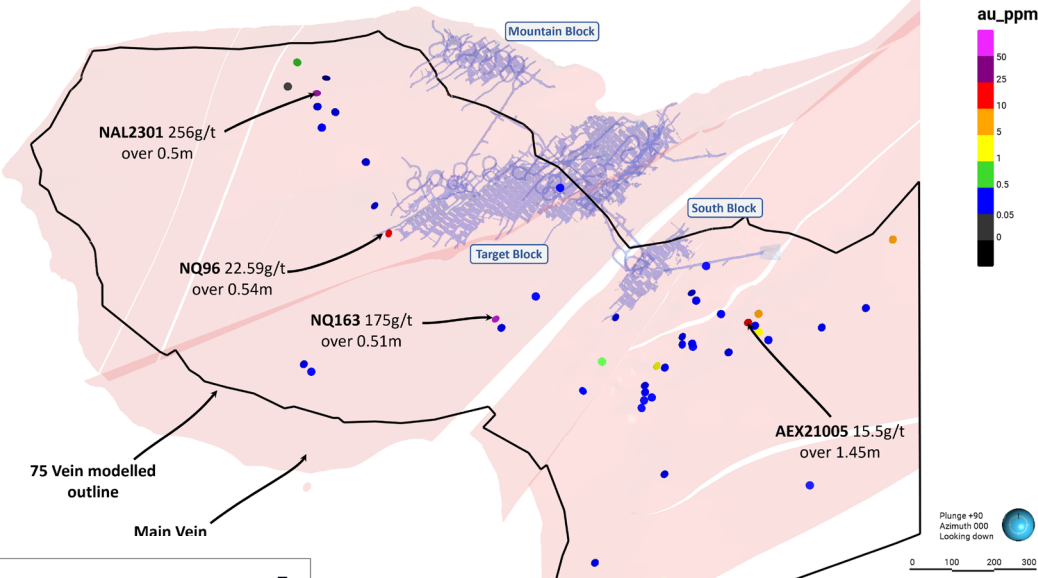 au_ppm
Mountain Block
50
25
10
5
1
0.5
0.05
0
NAL2301 256g/t
over 0.5m
South Block
Target Block
NQ96 22.59g/t
over 0.54m
NQ163 175g/t
over 0.51m
AEX21005 15.5g/t
over 1.45m
75 Vein modelled
outline
Main Vein
Plunge +90
Azimuth 000
Looking down
0 100 200 300